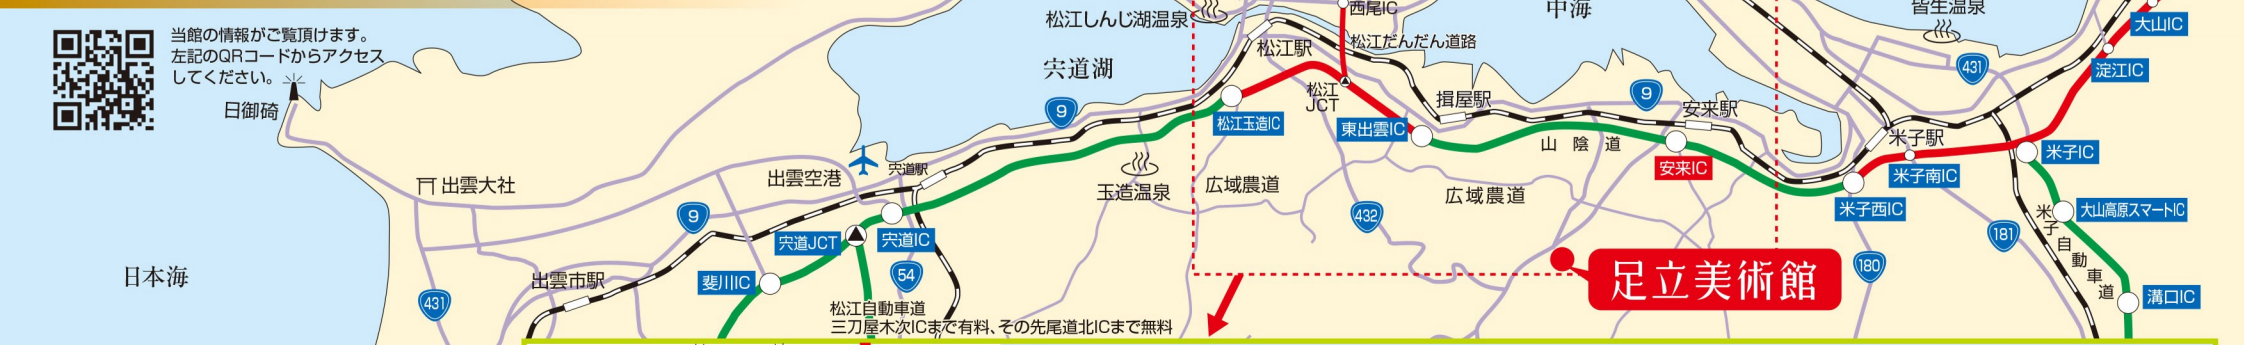 当館の情報がご覧頂けます。
左記のQRコードからアクセス
してください。
日御碕
出雲大社
日本海
431
9
出雲市駅
斐川IC
宍道JCT
宍道IC
54
松江自動車道
三刀屋木次ICまで有料、その先尾道北ICまで無料
出雲空港
宍道駅
9
宍道湖
松江しんじ湖温泉
玉造温泉
松江玉造IC
松江駅
西尾IC
松江だんだん道路
松江
JCT
東出雲IC
揖屋駅
中海
9
安来駅
山陰道
安来IC
広域農道
広域農道
432
足立美術館
皆生温泉
431
大山IC
淀江IC
米子駅
米子南IC
米子IC
米子西IC
大山高原スマートIC
米子自動車道
180
181
溝口IC